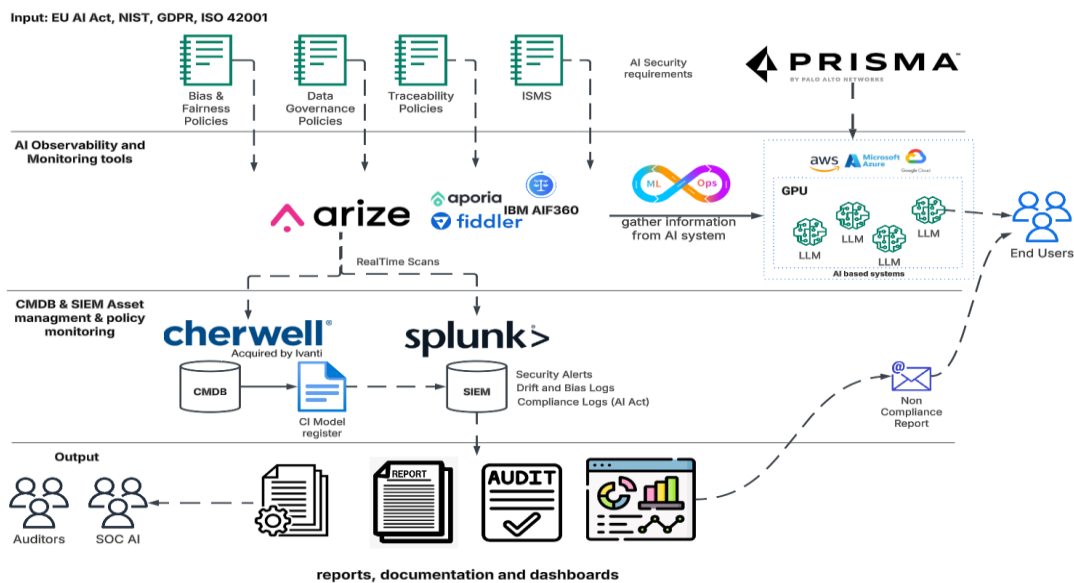 Input: EU AI Act, NIST, GDPR, ISO 42001
Bias &
Fairness
Policies
Data
Governance
Policies
Traceability
Policies
ISMS
AI Security
requirements
PRISMA™
BY PALO ALTO NETWORKS
AI Observability and
Monitoring tools
arize
aporia
fiddler
IBM AIF360
ML Ops
gather information
from AI system
aws
Microsoft
Azure
Google Cloud
GPU
LLM
LLM
LLM
LLM
AI based systems
End Users
RealTime Scans
CMDB & SIEM Asset
managment & policy
monitoring
cherwell®
Acquired by Ivanti
splunk>
CMDB
CI Model
register
SIEM
Security Alerts
Drift and Bias Logs
Compliance Logs (AI Act)
@
Non
Compliance
Report
Output
Auditors
SOC AI
REPORT
AUDIT
reports, documentation and dashboards